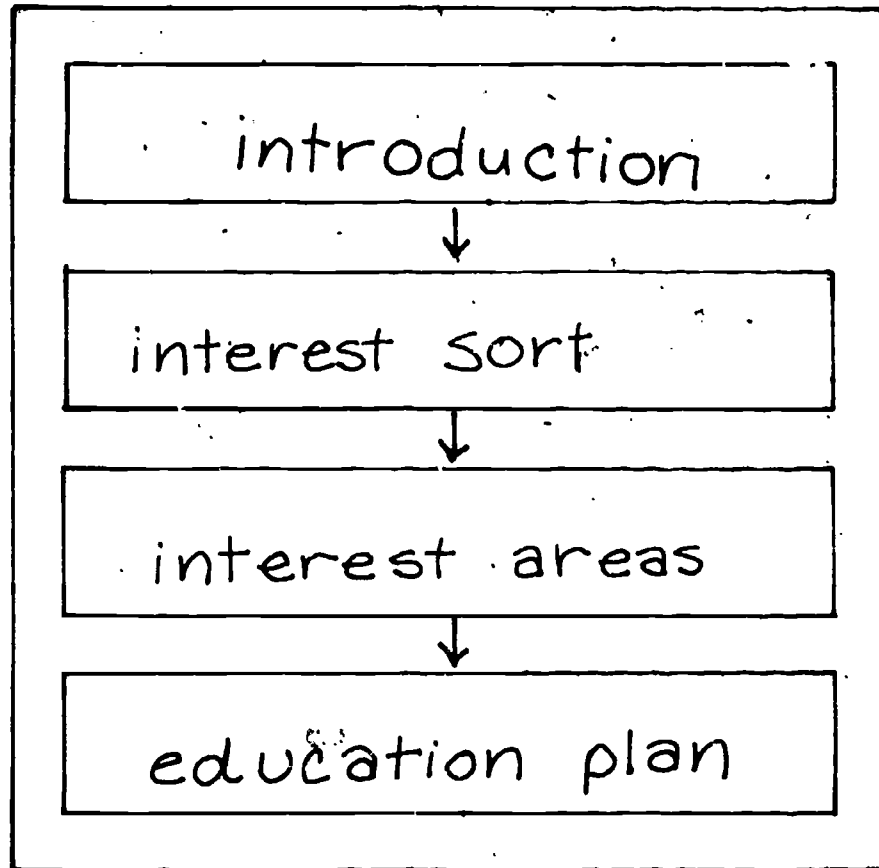 introduction
interest sort
interest areas
education plan